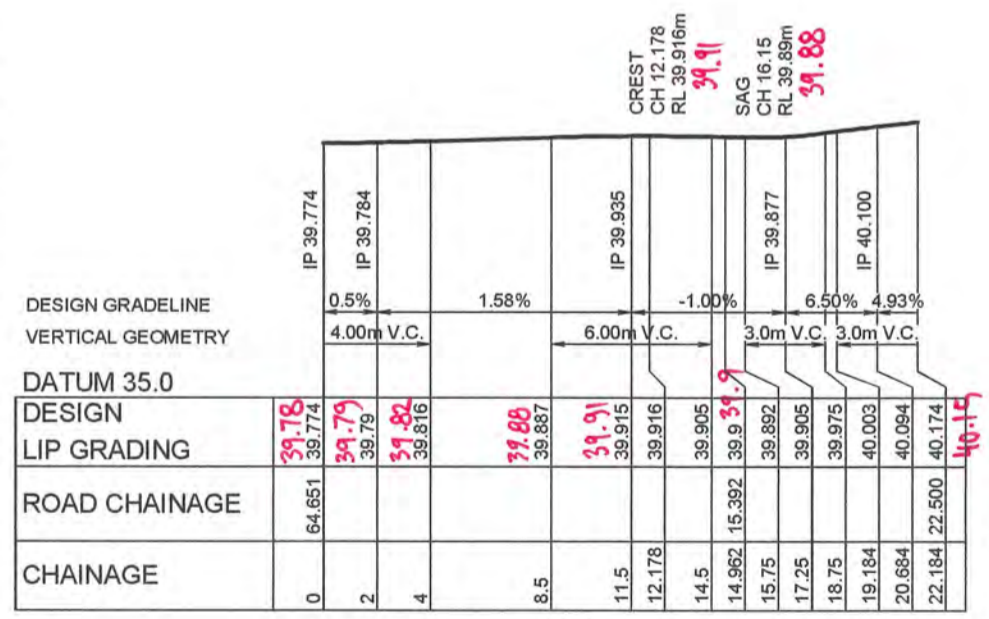 CREST
CH 12.178
RL 39.916m
39.91
SAG
CH 16.15
RL 39.89m
39.88
IP 39.774
IP 39.784
IP 39.935
IP 39.877
IP 40.100
DESIGN GRADELINE 0.5% 1.58% -1.00% 6.50% 4.93%
VERTICAL GEOMETRY 4.00m V.C. 6.00m V.C. 3.0m V.C. 3.0m V.C.
DATUM 35.0
DESIGN
LIP GRADING
39.78 39.79 39.82 39.88 39.91 39.9 40.15
39.774 39.79 39.816 39.887 39.915 39.916 39.905 39.9 39.892 39.905 39.975 40.003 40.094 40.174
ROAD CHAINAGE 64.651 15.392 22.500
CHAINAGE 0 2 4 8.5 11.5 12.178 14.5 14.962 15.75 17.25 18.75 19.184 20.684 22.184